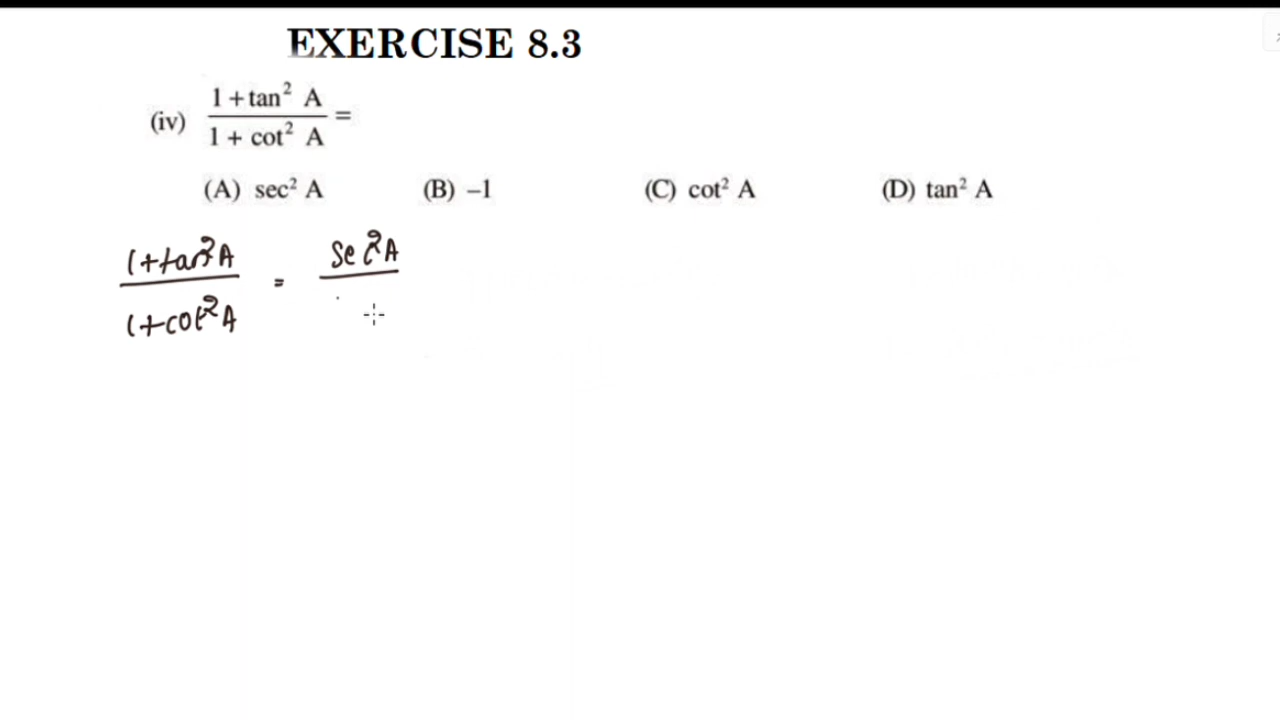 EXERCISE 8.3
(iv) 1 + tan² A / 1 + cot² A =
(A) sec² A (B) –1 (C) cot² A (D) tan² A
1+tan²A / 1+cot²A = sec²A